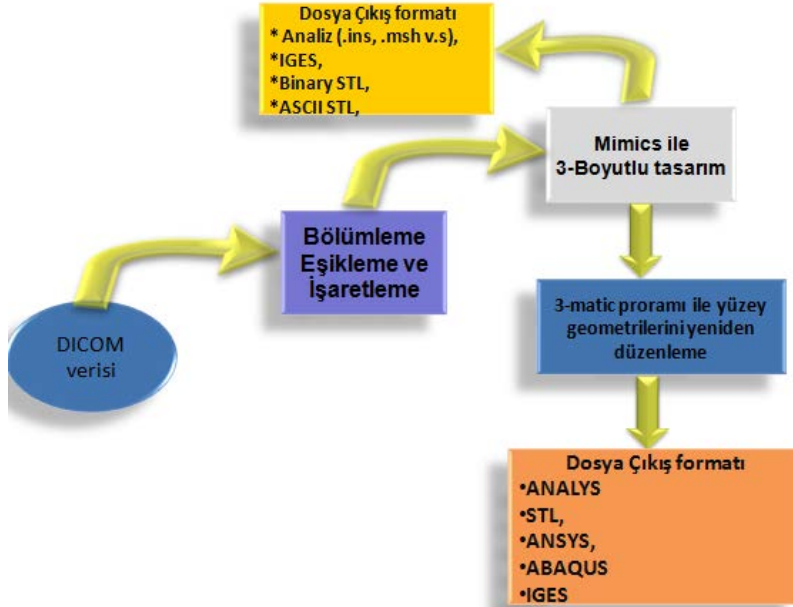 Dosya Çıkış formatı
* Analiz (.ins, .msh v.s),
*IGES,
*Binary STL,
*ASCII STL,
Mimics ile
3-Boyutlu tasarım
Bölümleme
Eşikleme ve
İşaretleme
3-matic proramı ile yüzey
geometrilerini yeniden
düzenleme
DICOM
verisi
Dosya Çıkış formatı
•ANALYS
•STL,
•ANSYS,
•ABAQUS
•IGES